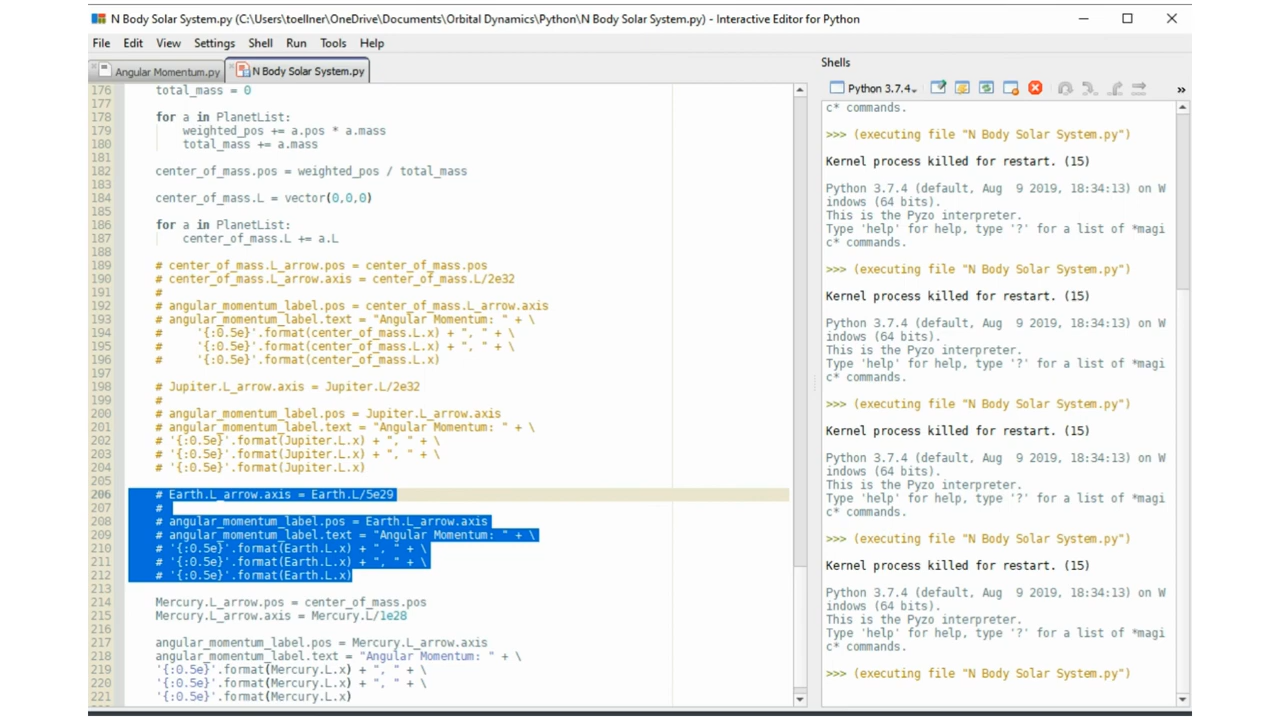 N Body Solar System.py (C:\Users\toellner\OneDrive\Documents\Orbital Dynamics\Python\N Body Solar System.py) - Interactive Editor for Python
File Edit View Settings Shell Run Tools Help
Angular Momentum.py N Body Solar System.py
176 total_mass = 0
177
178 for a in PlanetList:
179 weighted_pos += a.pos * a.mass
180 total_mass += a.mass
181
182 center_of_mass.pos = weighted_pos / total_mass
183
184 center_of_mass.L = vector(0,0,0)
185
186 for a in PlanetList:
187 center_of_mass.L += a.L
188
189 # center_of_mass.L_arrow.pos = center_of_mass.pos
190 # center_of_mass.L_arrow.axis = center_of_mass.L/2e32
191 #
192 # angular_momentum_label.pos = center_of_mass.L_arrow.axis
193 # angular_momentum_label.text = "Angular Momentum: " + \
194 # '{:0.5e}'.format(center_of_mass.L.x) + ", " + \
195 # '{:0.5e}'.format(center_of_mass.L.x) + ", " + \
196 # '{:0.5e}'.format(center_of_mass.L.x)
197
198 # Jupiter.L_arrow.axis = Jupiter.L/2e32
199 #
200 # angular_momentum_label.pos = Jupiter.L_arrow.axis
201 # angular_momentum_label.text = "Angular Momentum: " + \
202 # '{:0.5e}'.format(Jupiter.L.x) + ", " + \
203 # '{:0.5e}'.format(Jupiter.L.x) + ", " + \
204 # '{:0.5e}'.format(Jupiter.L.x)
205
206 # Earth.L_arrow.axis = Earth.L/5e29
207 #
208 # angular_momentum_label.pos = Earth.L_arrow.axis
209 # angular_momentum_label.text = "Angular Momentum: " + \
210 # '{:0.5e}'.format(Earth.L.x) + ", " + \
211 # '{:0.5e}'.format(Earth.L.x) + ", " + \
212 # '{:0.5e}'.format(Earth.L.x)
213
214 Mercury.L_arrow.pos = center_of_mass.pos
215 Mercury.L_arrow.axis = Mercury.L/1e28
216
217 angular_momentum_label.pos = Mercury.L_arrow.axis
218 angular_momentum_label.text = "Angular Momentum: " + \
219 '{:0.5e}'.format(Mercury.L.x) + ", " + \
220 '{:0.5e}'.format(Mercury.L.x) + ", " + \
221 '{:0.5e}'.format(Mercury.L.x)
Shells
Python 3.7.4 »
c* commands.
>>> (executing file "N Body Solar System.py")
Kernel process killed for restart. (15)
Python 3.7.4 (default, Aug 9 2019, 18:34:13) on W
indows (64 bits).
This is the Pyzo interpreter.
Type 'help' for help, type '?' for a list of *magi
c* commands.
>>> (executing file "N Body Solar System.py")
Kernel process killed for restart. (15)
Python 3.7.4 (default, Aug 9 2019, 18:34:13) on W
indows (64 bits).
This is the Pyzo interpreter.
Type 'help' for help, type '?' for a list of *magi
c* commands.
>>> (executing file "N Body Solar System.py")
Kernel process killed for restart. (15)
Python 3.7.4 (default, Aug 9 2019, 18:34:13) on W
indows (64 bits).
This is the Pyzo interpreter.
Type 'help' for help, type '?' for a list of *magi
c* commands.
>>> (executing file "N Body Solar System.py")
Kernel process killed for restart. (15)
Python 3.7.4 (default, Aug 9 2019, 18:34:13) on W
indows (64 bits).
This is the Pyzo interpreter.
Type 'help' for help, type '?' for a list of *magi
c* commands.
>>> (executing file "N Body Solar System.py")